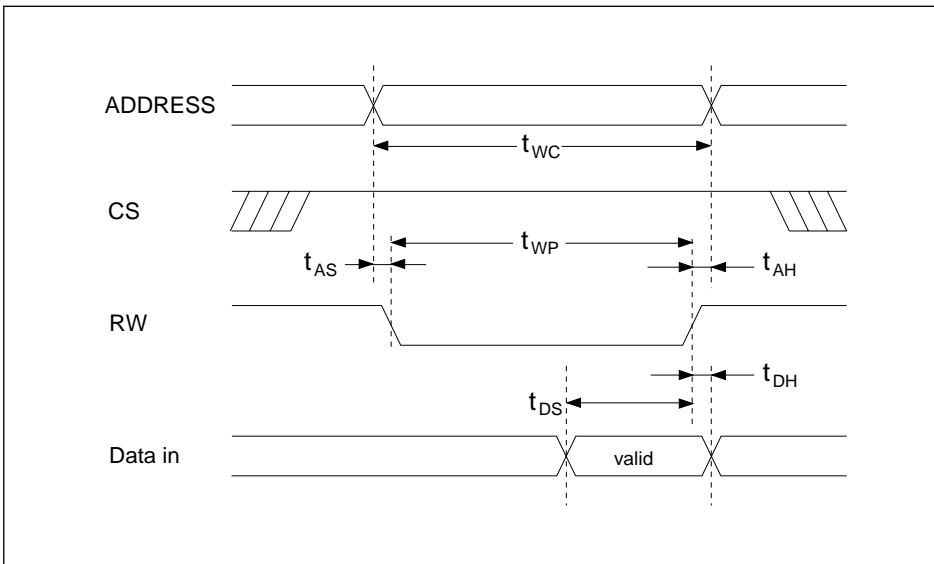 ADDRESS
tWC
CS
tWP
tAS
tAH
RW
tDH
tDS
Data in
valid